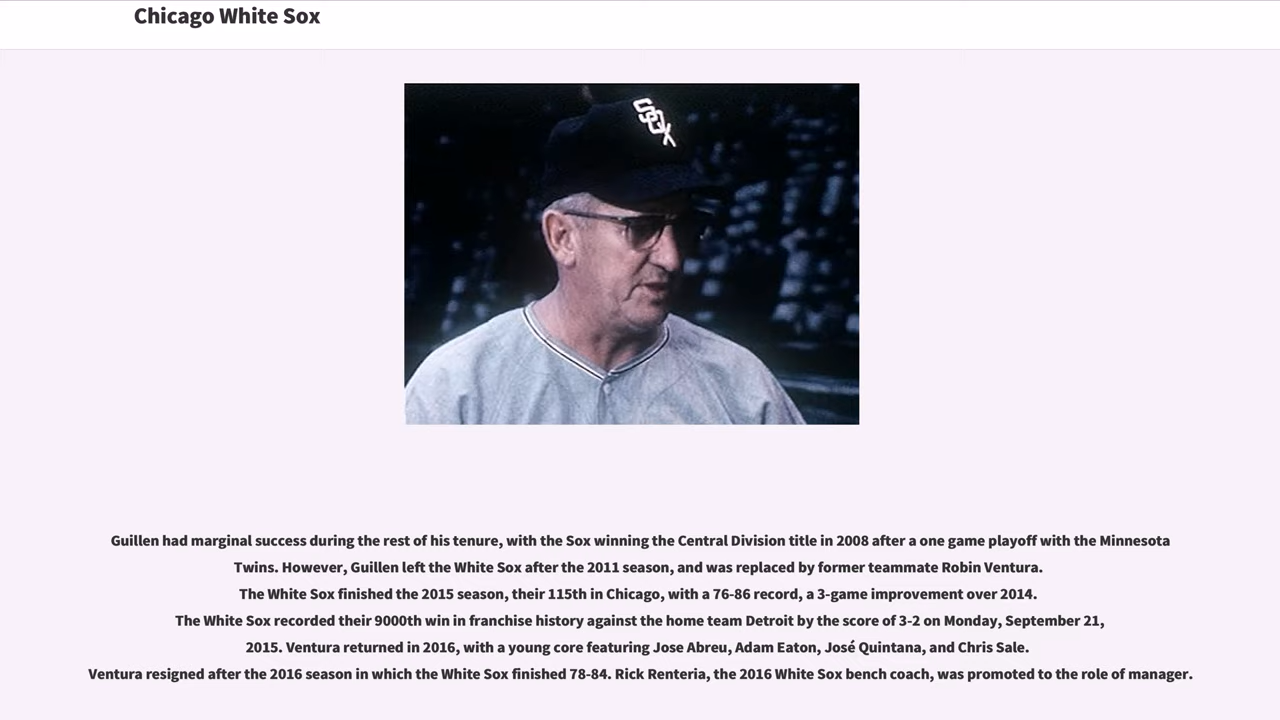 Chicago White Sox
SOX
Guillen had marginal success during the rest of his tenure, with the Sox winning the Central Division title in 2008 after a one game playoff with the Minnesota
Twins. However, Guillen left the White Sox after the 2011 season, and was replaced by former teammate Robin Ventura.
The White Sox finished the 2015 season, their 115th in Chicago, with a 76-86 record, a 3-game improvement over 2014.
The White Sox recorded their 9000th win in franchise history against the home team Detroit by the score of 3-2 on Monday, September 21,
2015. Ventura returned in 2016, with a young core featuring Jose Abreu, Adam Eaton, José Quintana, and Chris Sale.
Ventura resigned after the 2016 season in which the White Sox finished 78-84. Rick Renteria, the 2016 White Sox bench coach, was promoted to the role of manager.